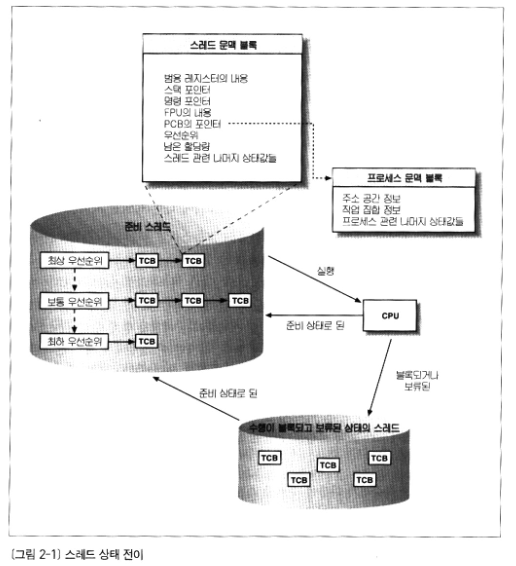 스레드 문맥 블록
범용 레지스터의 내용
스택 포인터
명령 포인터
FPU의 내용
PCB의 포인터
우선순위
남은 할당량
스레드 관련 나머지 상태값들
프로세스 문맥 블록
주소 공간 정보
작업 집합 정보
프로세스 관련 나머지 상태값들
준비 스레드
최상 우선순위 TCB TCB
보통 우선순위 TCB TCB TCB
최하 우선순위 TCB
실행
CPU
준비 상태로 된
블록되거나
보류된
준비 상태로 된
수행이 블록되고 보류된 상태의 스레드
TCB TCB TCB
TCB TCB
[그림 2-1] 스레드 상태 전이